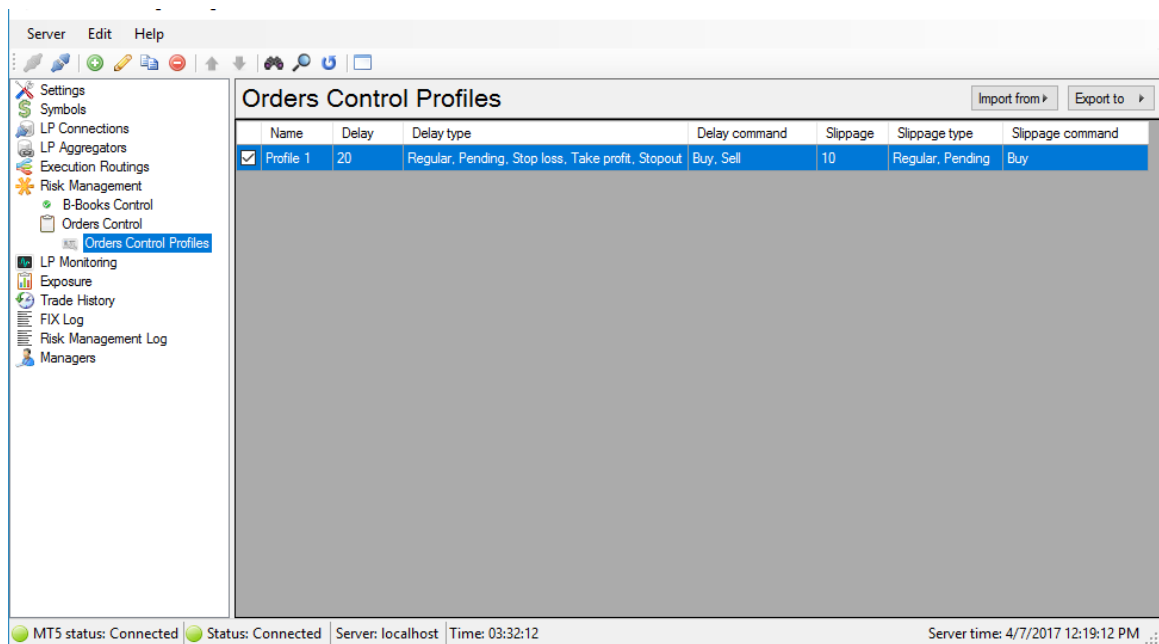 Server Edit Help
Settings
Symbols
LP Connections
LP Aggregators
Execution Routings
Risk Management
B-Books Control
Orders Control
Orders Control Profiles
LP Monitoring
Exposure
Trade History
FIX Log
Risk Management Log
Managers
Orders Control Profiles
Import from
Export to
Name Delay Delay type Delay command Slippage Slippage type Slippage command
Profile 1 20 Regular, Pending, Stop loss, Take profit, Stopout Buy, Sell 10 Regular, Pending Buy
MT5 status: Connected Status: Connected Server: localhost Time: 03:32:12 Server time: 4/7/2017 12:19:12 PM